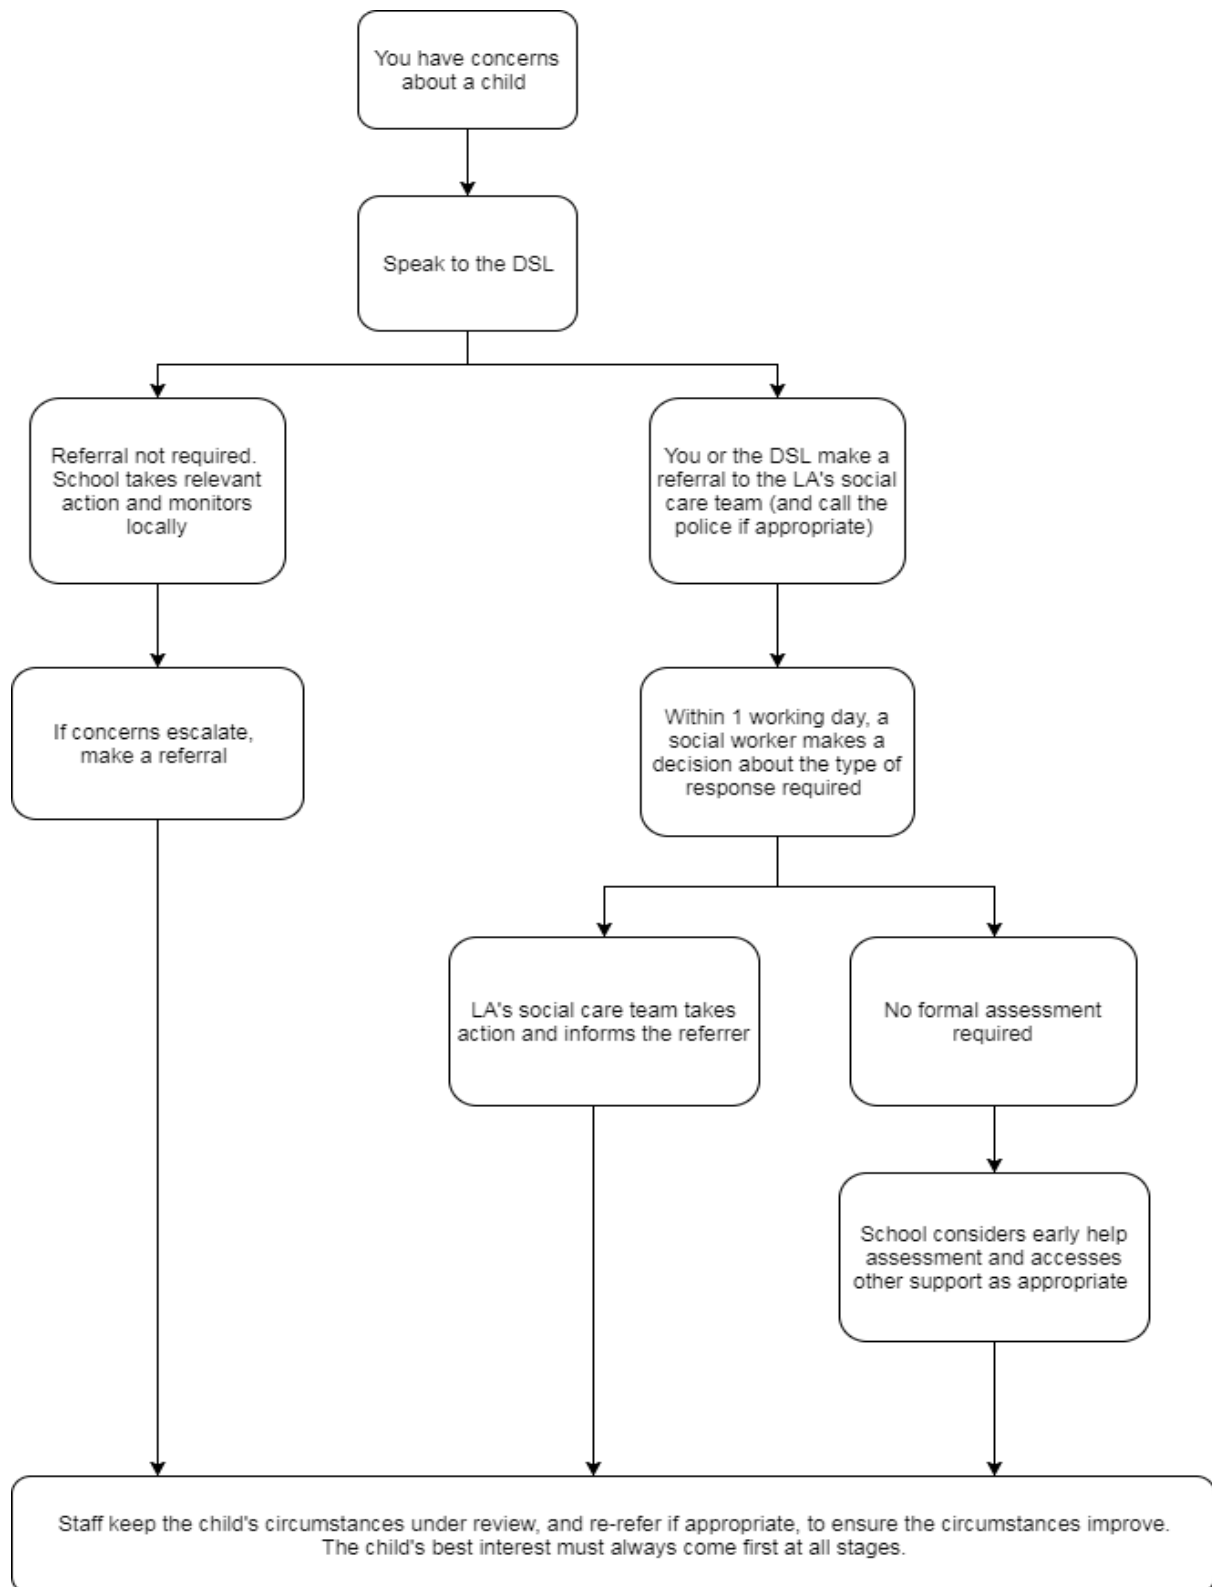 You have concerns
about a child
Speak to the DSL
Referral not required.
School takes relevant
action and monitors
locally
You or the DSL make a
referral to the LA's social
care team (and call the
police if appropriate)
If concerns escalate,
make a referral
Within 1 working day, a
social worker makes a
decision about the type of
response required
LA's social care team takes
action and informs the referrer
No formal assessment
required
School considers early help
assessment and accesses
other support as appropriate
Staff keep the child's circumstances under review, and re-refer if appropriate, to ensure the circumstances improve.
The child's best interest must always come first at all stages.